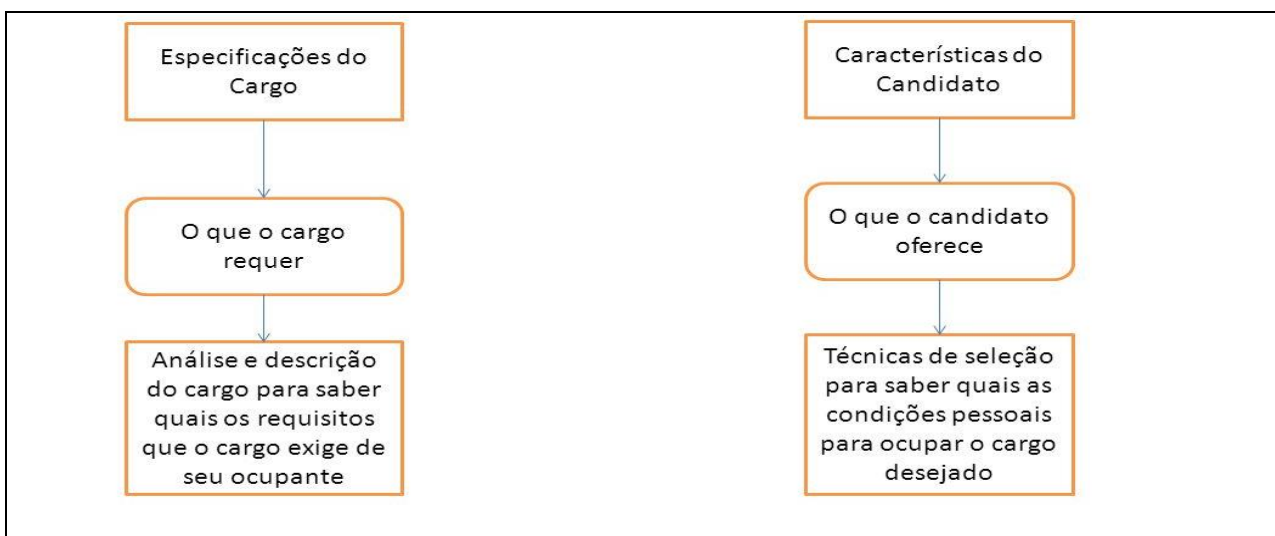 Especificações do
Cargo
O que o cargo
requer
Análise e descrição
do cargo para saber
quais os requisitos
que o cargo exige de
seu ocupante
Características do
Candidato
O que o candidato
oferece
Técnicas de seleção
para saber quais as
condições pessoais
para ocupar o cargo
desejado